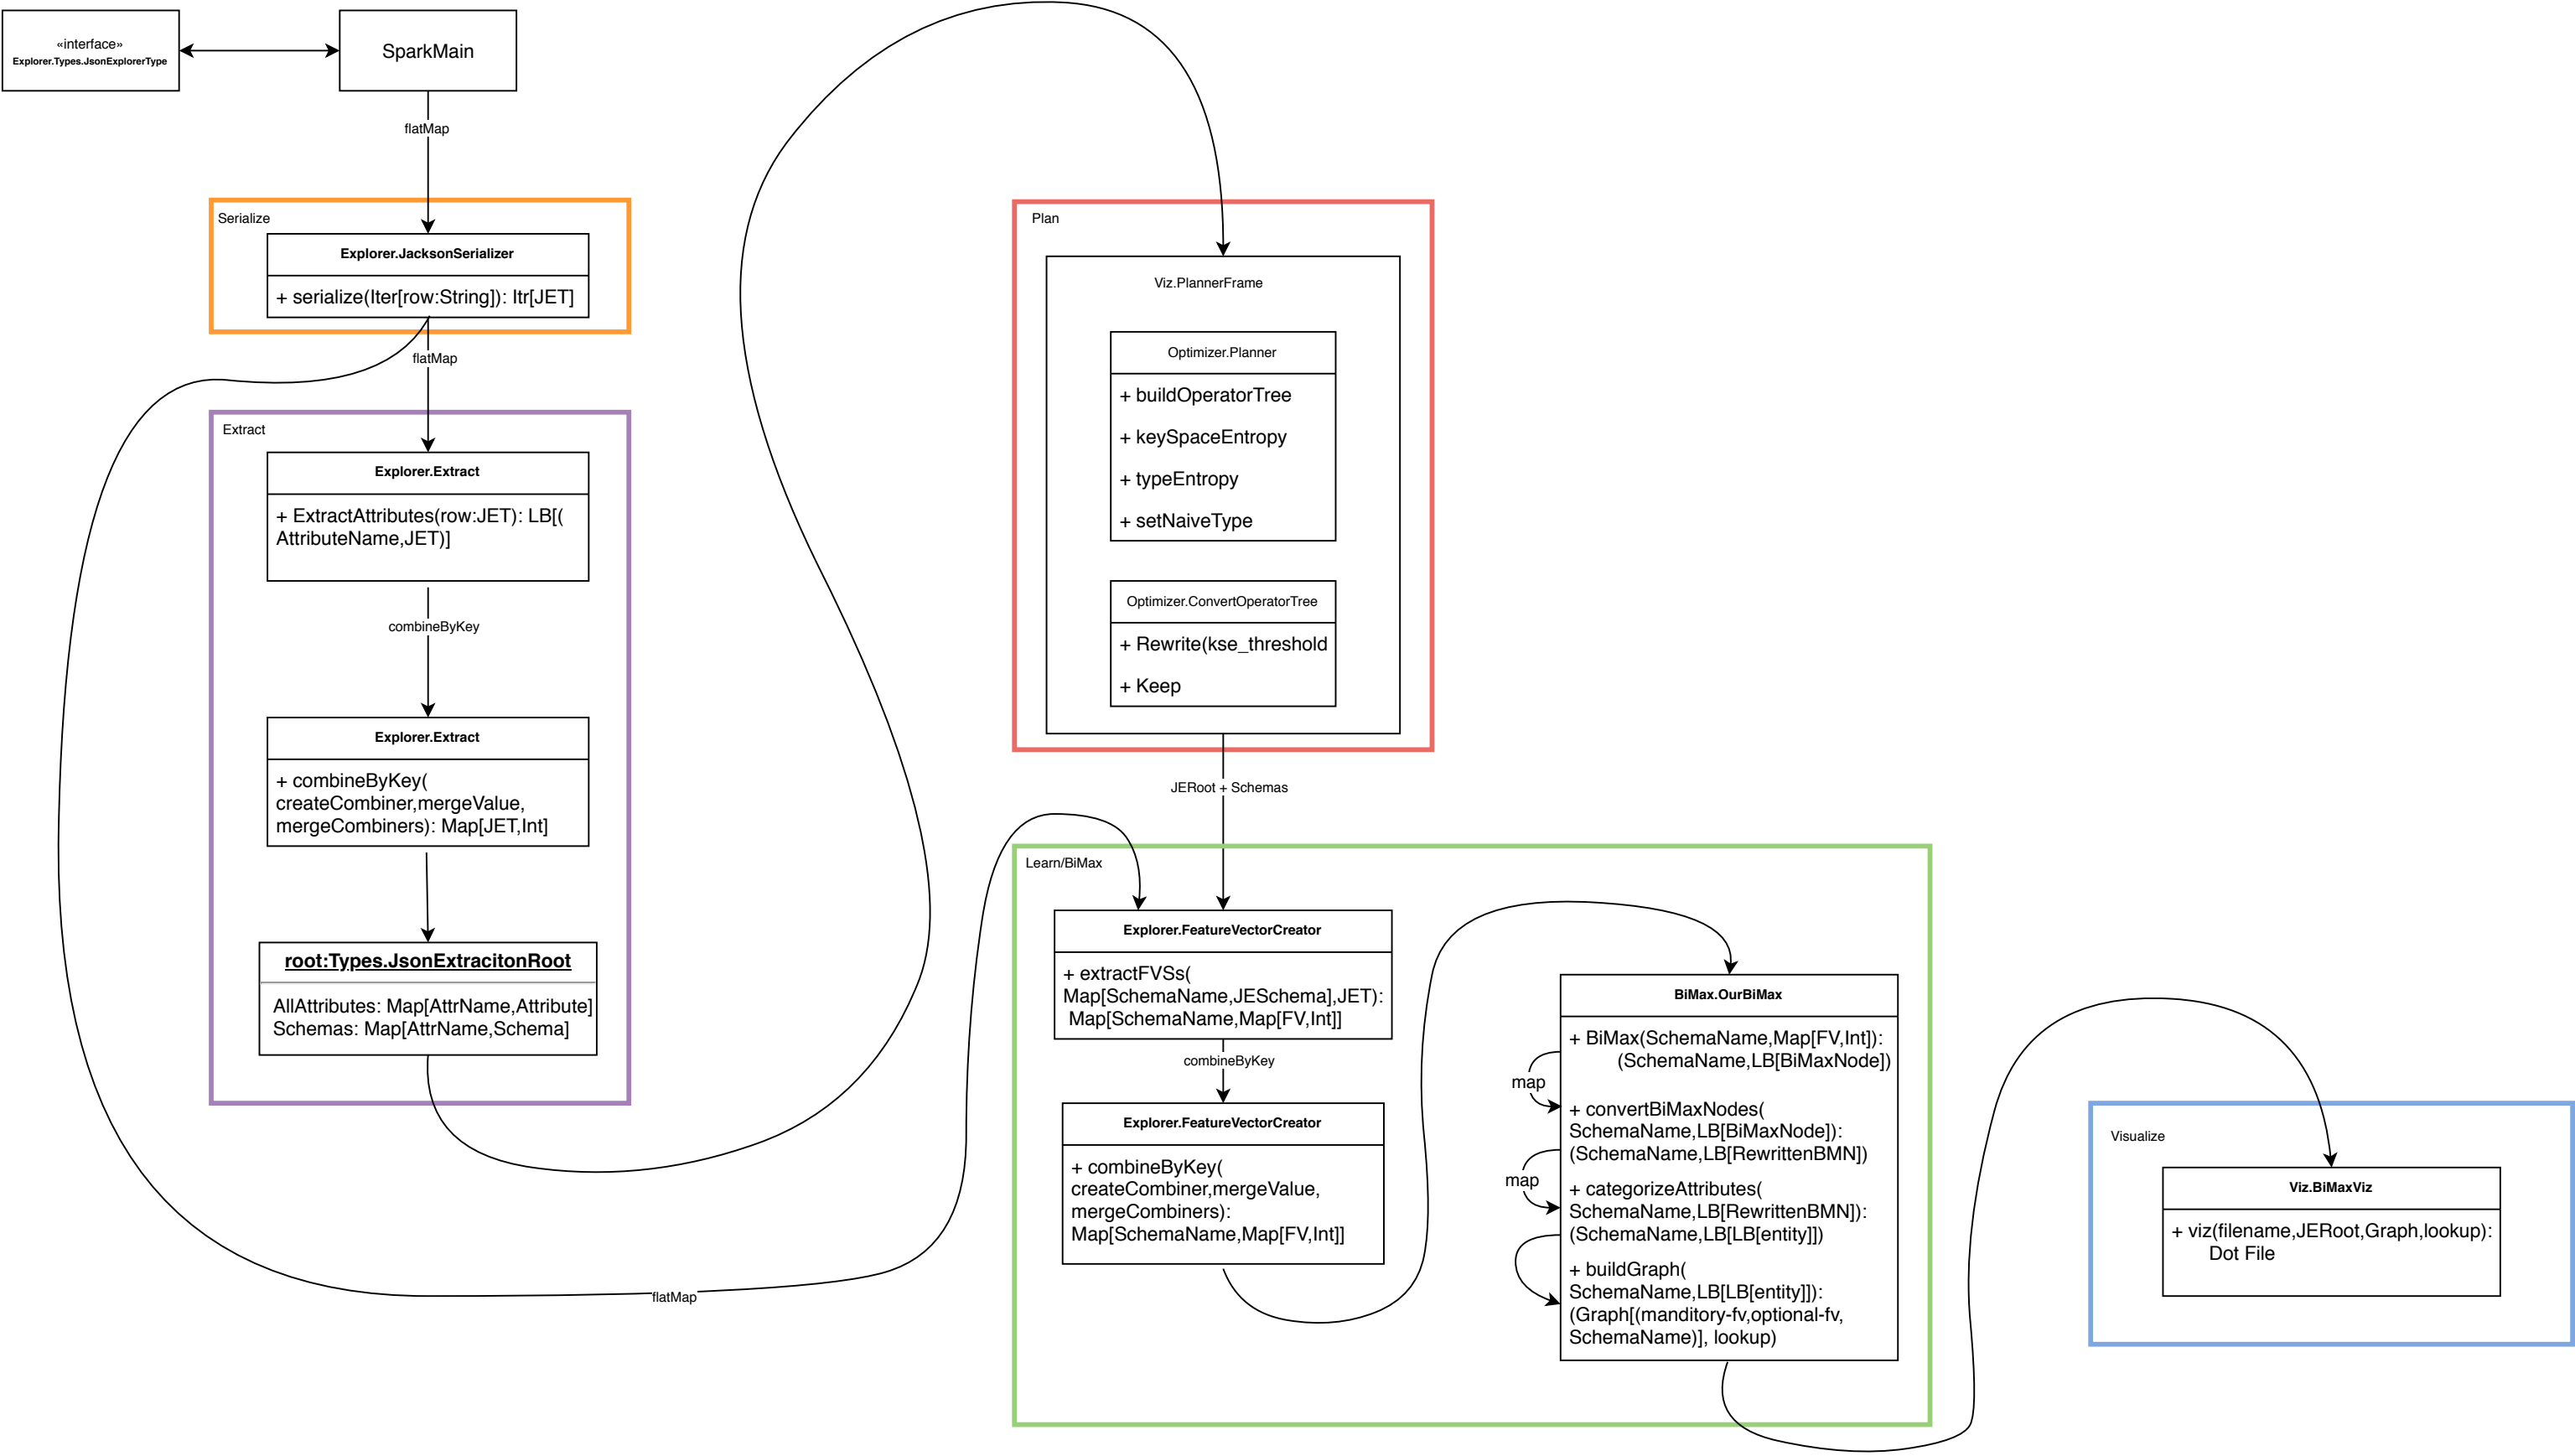 «interface»
Explorer.Types.JsonExplorerType
SparkMain
flatMap
Serialize
Explorer.JacksonSerializer
+ serialize(Iter[row:String]): Itr[JET]
flatMap
Extract
Explorer.Extract
+ ExtractAttributes(row:JET): LB[(
AttributeName,JET)]
combineByKey
Explorer.Extract
+ combineByKey(
createCombiner,mergeValue,
mergeCombiners): Map[JET,Int]
root:Types.JsonExtracitonRoot
AllAttributes: Map[AttrName,Attribute]
Schemas: Map[AttrName,Schema]
flatMap
Plan
Viz.PlannerFrame
Optimizer.Planner
+ buildOperatorTree
+ keySpaceEntropy
+ typeEntropy
+ setNaiveType
Optimizer.ConvertOperatorTree
+ Rewrite(kse_threshold
+ Keep
JERoot + Schemas
Learn/BiMax
Explorer.FeatureVectorCreator
+ extractFVSs(
Map[SchemaName,JESchema],JET):
Map[SchemaName,Map[FV,Int]]
combineByKey
Explorer.FeatureVectorCreator
+ combineByKey(
createCombiner,mergeValue,
mergeCombiners):
Map[SchemaName,Map[FV,Int]]
BiMax.OurBiMax
+ BiMax(SchemaName,Map[FV,Int]):
(SchemaName,LB[BiMaxNode])
map
+ convertBiMaxNodes(
SchemaName,LB[BiMaxNode]):
(SchemaName,LB[RewrittenBMN])
map
+ categorizeAttributes(
SchemaName,LB[RewrittenBMN]):
(SchemaName,LB[LB[entity]])
+ buildGraph(
SchemaName,LB[LB[entity]]):
(Graph[(manditory-fv,optional-fv,
SchemaName)], lookup)
Visualize
Viz.BiMaxViz
+ viz(filename,JERoot,Graph,lookup):
Dot File